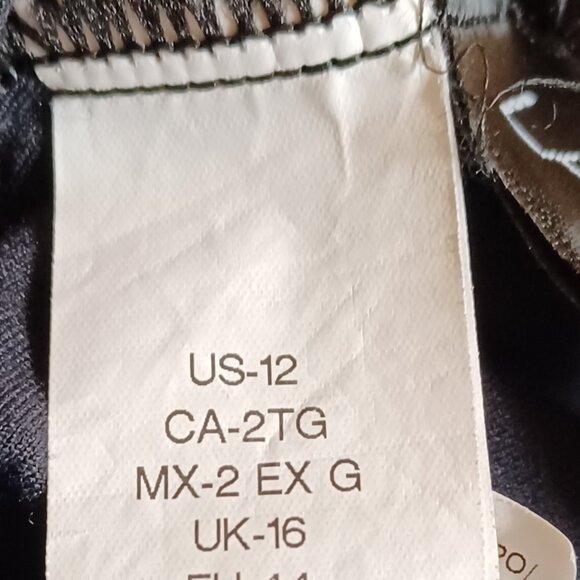 US-12
CA-2TG
MX-2 EX G
UK-16